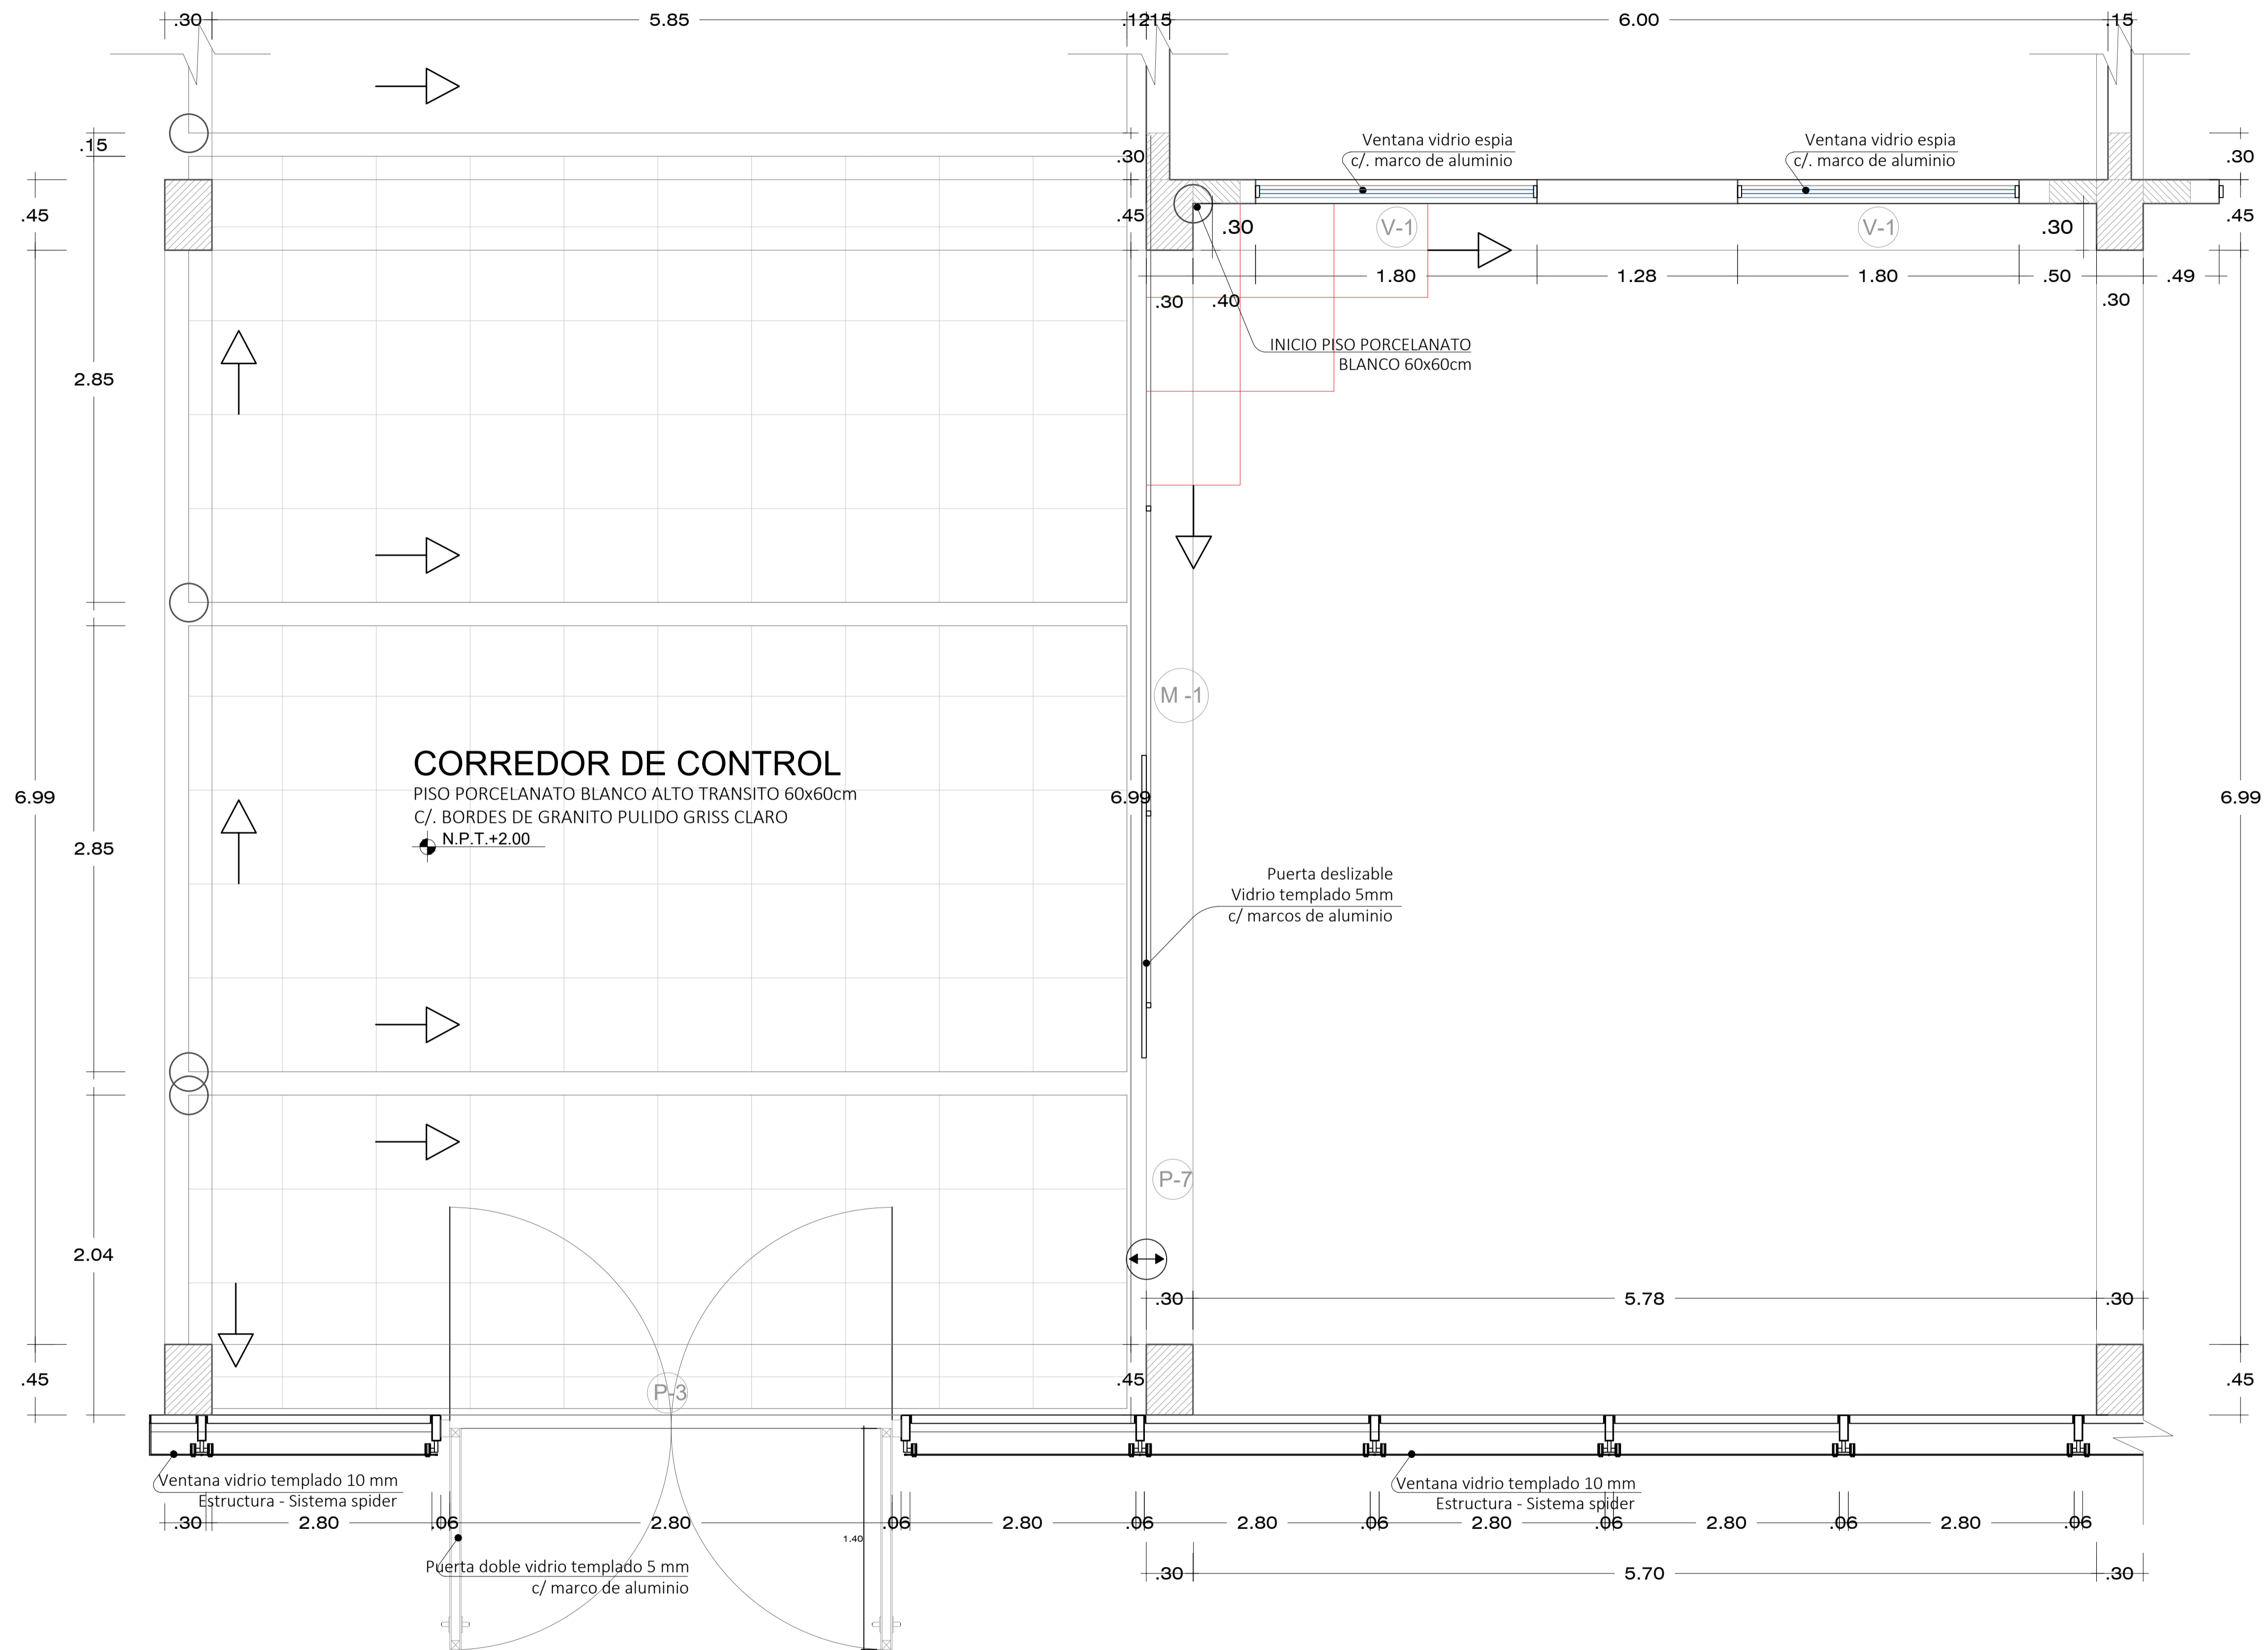 .30 5.85 .12 15 6.00 .15
Ventana vidrio espia
c/. marco de aluminio
Ventana vidrio espia
c/. marco de aluminio
.15 .30 .30
.45 .45 .45
.30 V-1 V-1 .30
1.80 1.28 1.80 .50 .49
.30 .40 .30
INICIO PISO PORCELANATO
BLANCO 60x60cm
2.85
M -1
CORREDOR DE CONTROL
PISO PORCELANATO BLANCO ALTO TRANSITO 60x60cm
C/. BORDES DE GRANITO PULIDO GRISS CLARO
N.P.T.+2.00
6.99 6.99 6.99
2.85
Puerta deslizable
Vidrio templado 5mm
c/ marcos de aluminio
P-7
2.04
.30 5.78 .30
.45 .45 .45
P-3
Ventana vidrio templado 10 mm
Estructura - Sistema spider
Ventana vidrio templado 10 mm
Estructura - Sistema spider
.30 2.80 .06 2.80 .06 2.80 .06 2.80 .06 2.80 .06 2.80 .06 2.80 .06
1.40
Puerta doble vidrio templado 5 mm
c/ marco de aluminio
.30 5.70 .30